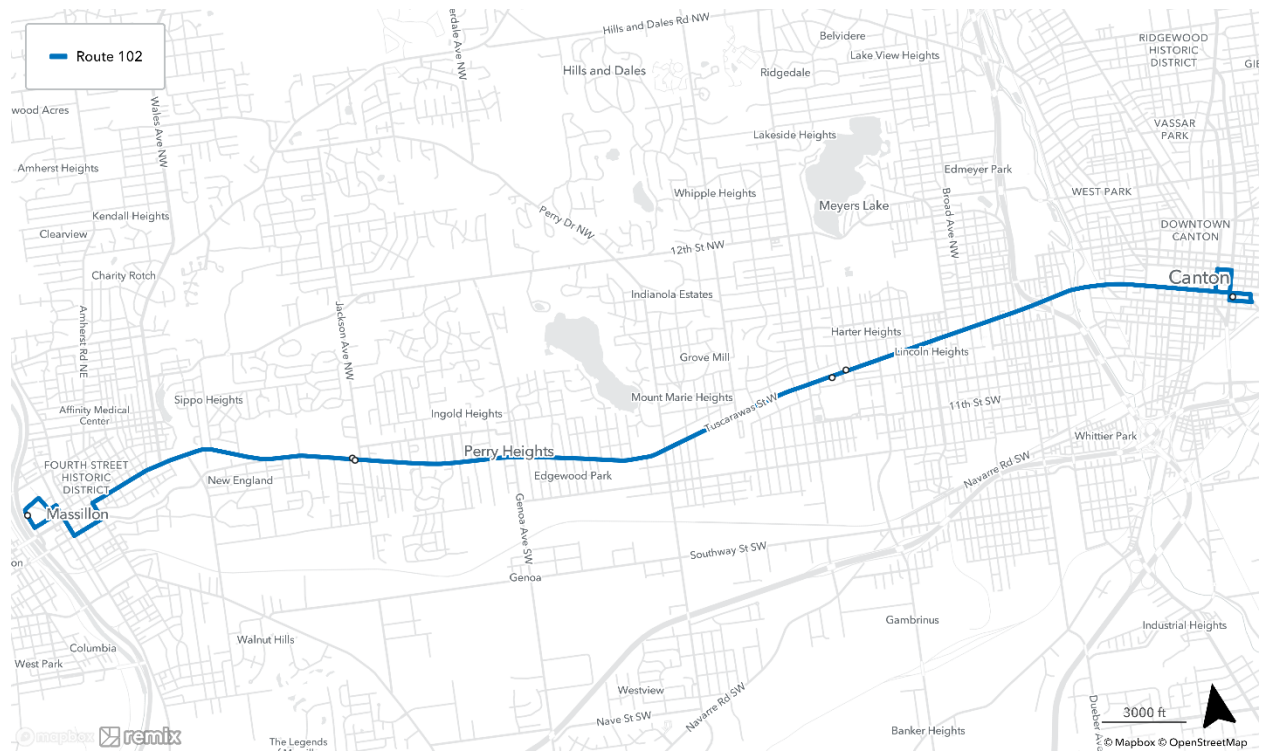 Route 102
Hills and Dales Rd NW
Belvidere
Lake View Heights
RIDGEWOOD
HISTORIC
DISTRICT
Hills and Dales
Ridgedale
wood Acres
Wales Ave NW
VASSAR
PARK
Lakeside Heights
Amherst Heights
Edmeyer Park
Whipple Heights
WEST PARK
Kendall Heights
Perry Dr NW
Meyers Lake
Broad Ave NW
Clearview
DOWNTOWN
CANTON
12th St NW
Charity Rotch
Canton
Indianola Estates
Amherst Rd NE
Jackson Ave NW
Harter Heights
Grove Mill
Lincoln Heights
Sippo Heights
Mount Marie Heights
Affinity Medical
Center
Ingold Heights
11th St SW
Tuscarawas St W
Whittier Park
Perry Heights
FOURTH STREET
HISTORIC
DISTRICT
New England
Edgewood Park
Navarre Rd SW
Massillon
Genoa Ave SW
Southway St SW
Genoa
Gambrinus
Industrial Heights
Walnut Hills
Columbia
West Park
Westview
Navarre Rd SW
Nave St SW
Banker Heights
Dueber Ave
3000 ft
The Legends
mapbox remix
© Mapbox © OpenStreetMap